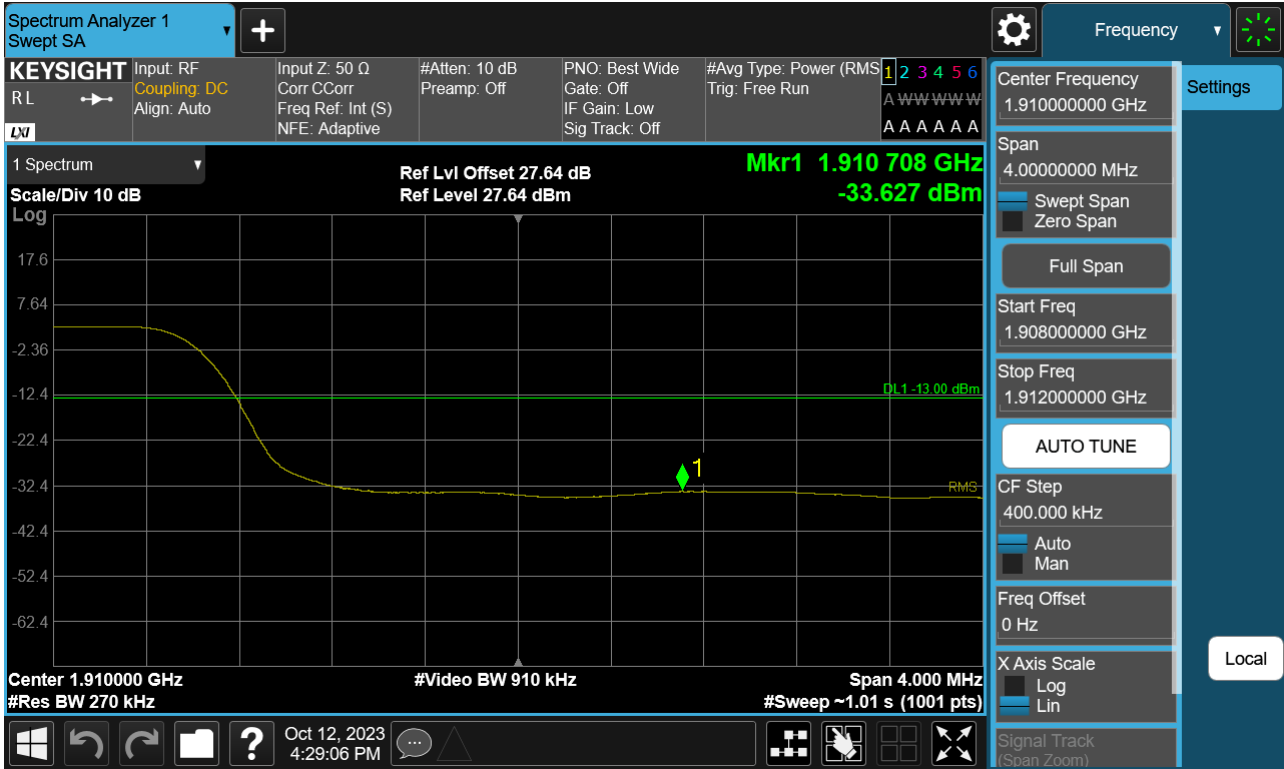 Spectrum Analyzer 1
Swept SA
Frequency
KEYSIGHT
R L
LXI
Input: RF
Coupling: DC
Align: Auto
Input Z: 50 Ω
Corr CCorr
Freq Ref: Int (S)
NFE: Adaptive
#Atten: 10 dB
Preamp: Off
PNO: Best Wide
Gate: Off
IF Gain: Low
Sig Track: Off
#Avg Type: Power (RMS
Trig: Free Run
1 2 3 4 5 6
A W W W W W
A A A A A A
1 Spectrum
Scale/Div 10 dB
Log
Ref Lvl Offset 27.64 dB
Ref Level 27.64 dBm
Mkr1 1.910 708 GHz
-33.627 dBm
17.6
7.64
-2.36
-12.4
-22.4
-32.4
-42.4
-52.4
-62.4
DL1 -13.00 dBm
1
RMS
Center 1.910000 GHz
#Res BW 270 kHz
#Video BW 910 kHz
Span 4.000 MHz
#Sweep ~1.01 s (1001 pts)
Center Frequency
1.910000000 GHz
Span
4.00000000 MHz
Swept Span
Zero Span
Full Span
Start Freq
1.908000000 GHz
Stop Freq
1.912000000 GHz
AUTO TUNE
CF Step
400.000 kHz
Auto
Man
Freq Offset
0 Hz
X Axis Scale
Log
Lin
Signal Track
(Span Zoom)
Settings
Local
?
Oct 12, 2023
4:29:06 PM